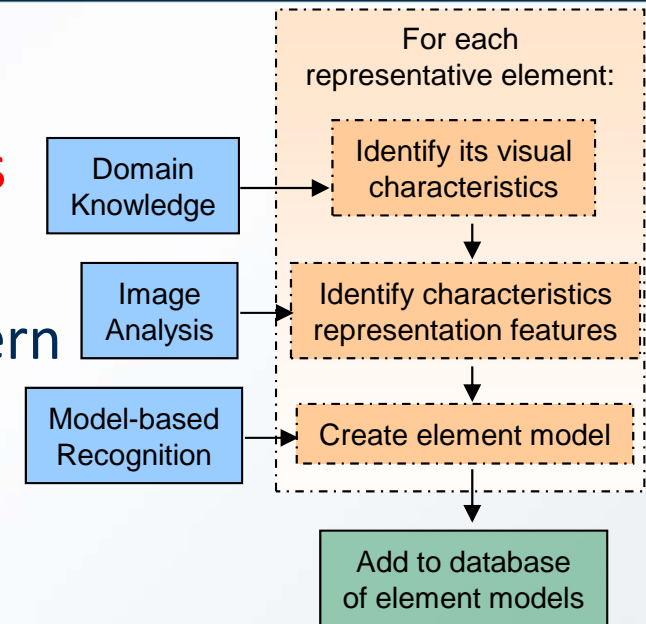 For each
representative element:
s
Domain
Knowledge
Identify its visual
characteristics
Image
Analysis
ern
Identify characteristics
representation features
Model-based
Recognition
Create element model
Add to database
of element models